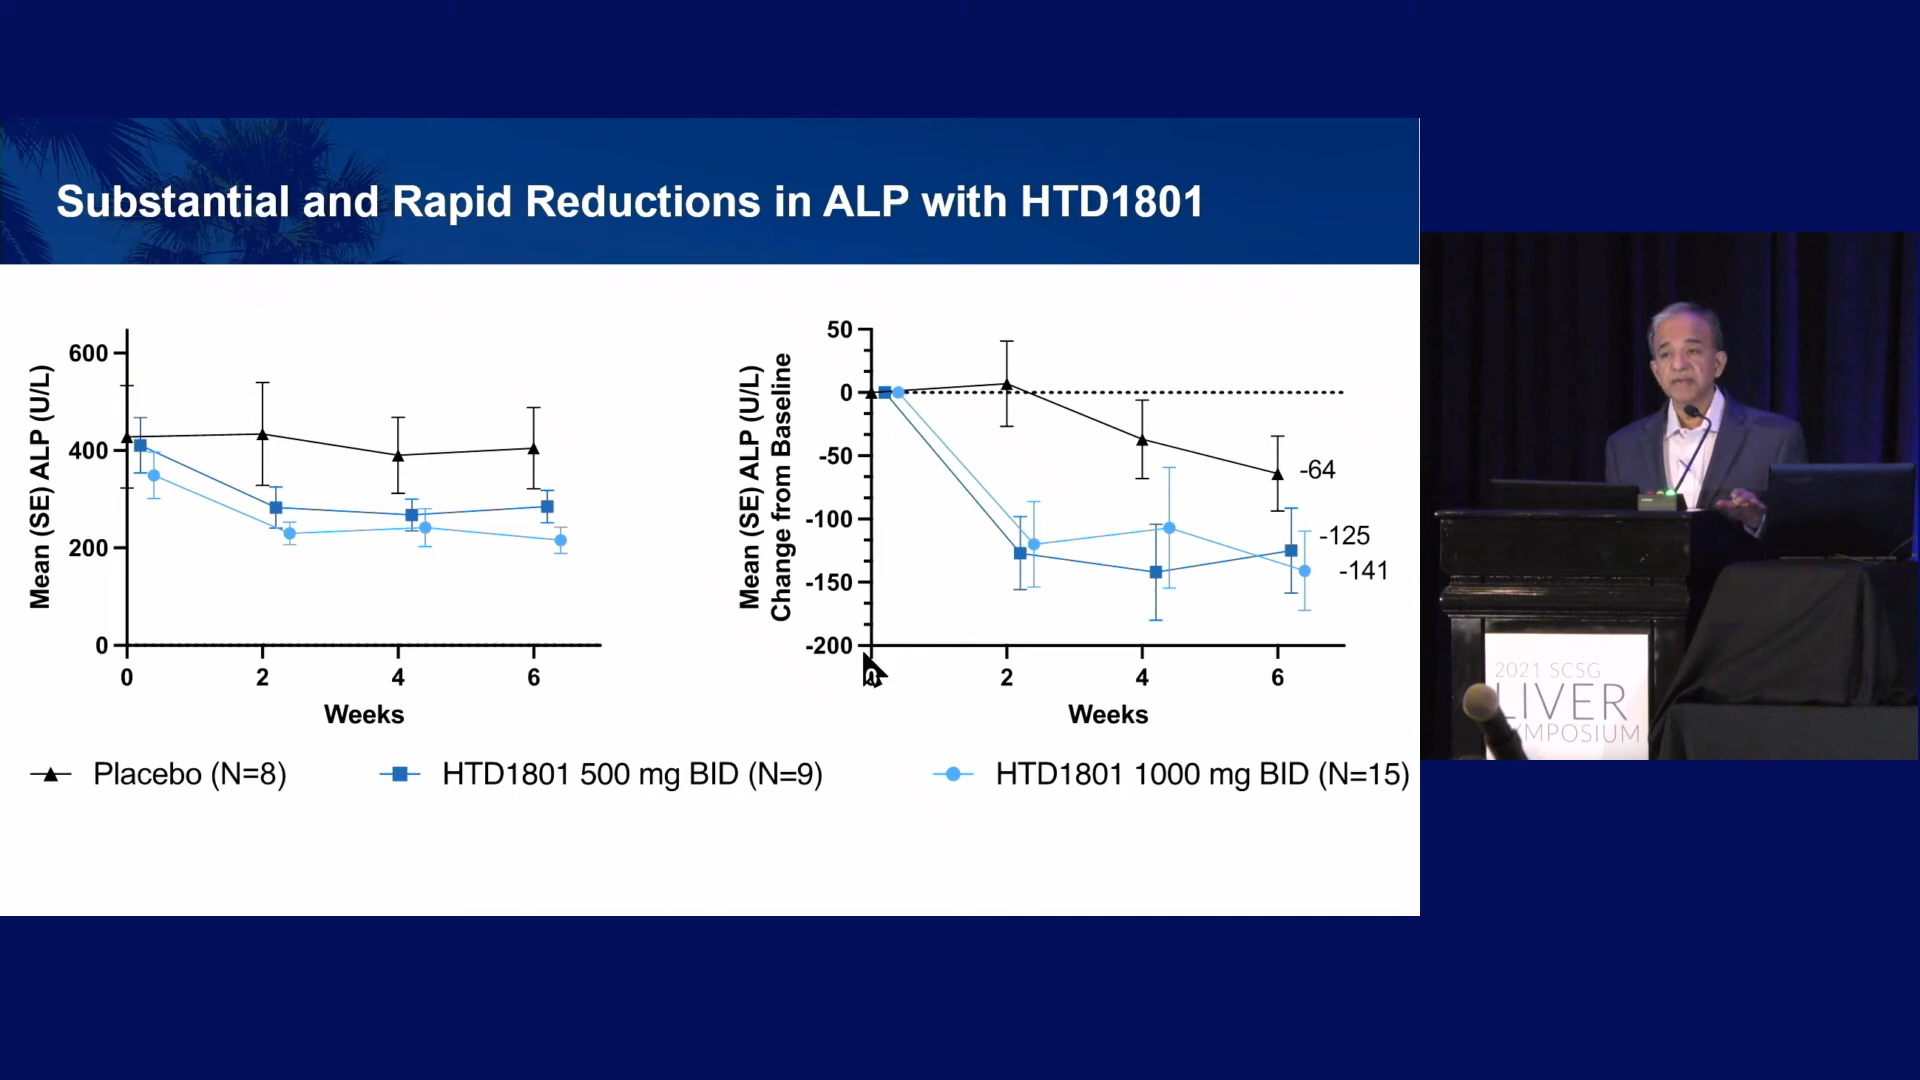 Substantial and Rapid Reductions in ALP with HTD1801
Mean (SE) ALP (U/L)
600
400
200
0
0 2 4 6
Weeks
Mean (SE) ALP (U/L)
Change from Baseline
50
0
-50
-100
-150
-200
-64
-125
-141
2 4 6
Weeks
Placebo (N=8)
HTD1801 500 mg BID (N=9)
HTD1801 1000 mg BID (N=15)
2021 SCSG
LIVER